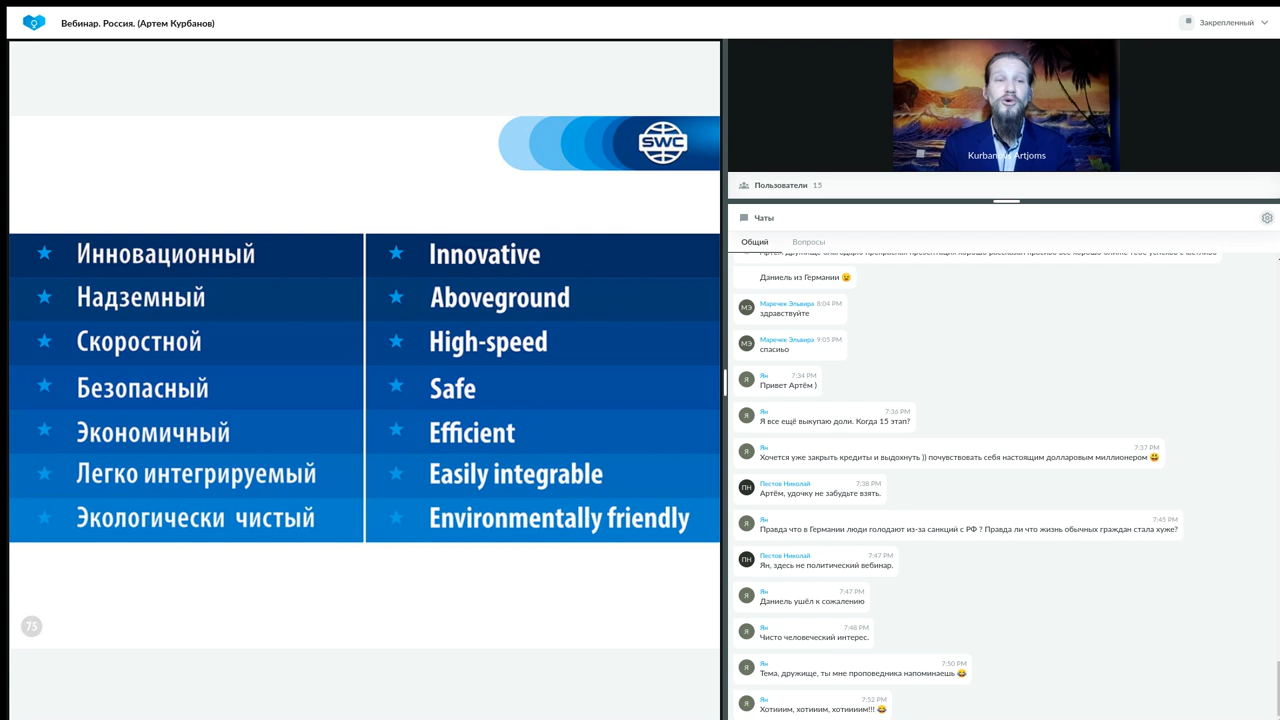 Вебинар. Россия. (Артем Курбанов)
Закрепленный
SWC
Инновационный
Надземный
Скоростной
Безопасный
Экономичный
Легко интегрируемый
Экологически чистый
Innovative
Aboveground
High-speed
Safe
Efficient
Easily integrable
Environmentally friendly
75
Kurbanovs Artjoms
Пользователи 15
Чаты
Общий
Вопросы
Даниель из Германии 😉
МЭ
Маречек Эльвира 8:04 PM
здравствуйте
МЭ
Маречек Эльвира 9:05 PM
спасиьо
Я
Ян 7:34 PM
Привет Артём )
Я
Ян 7:36 PM
Я все ещё выкупаю доли. Когда 15 этап?
Я
Ян 7:37 PM
Хочется уже закрыть кредиты и выдохнуть )) почувствовать себя настоящим долларовым миллионером 😃
ПН
Пестов Николай 7:38 PM
Артём, удочку не забудьте взять.
Я
Ян 7:45 PM
Правда что в Германии люди голодают из-за санкций с РФ ? Правда ли что жизнь обычных граждан стала хуже?
ПН
Пестов Николай 7:47 PM
Ян, здесь не политический вебинар.
Я
Ян 7:47 PM
Даниель ушёл к сожалению
Я
Ян 7:48 PM
Чисто человеческий интерес.
Я
Ян 7:50 PM
Тема, дружище, ты мне проповедника напоминаешь 😂
Я
Ян 7:52 PM
Хотииим, хотииим, хотиииим!!! 😂